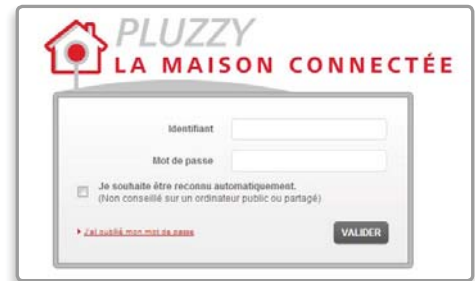 PLUZZY
LA MAISON CONNECTÉE
Identifiant
Mot de passe
Je souhaite être reconnu automatiquement.
(Non conseillé sur un ordinateur public ou partagé)
J'ai oublié mon mot de passe
VALIDER